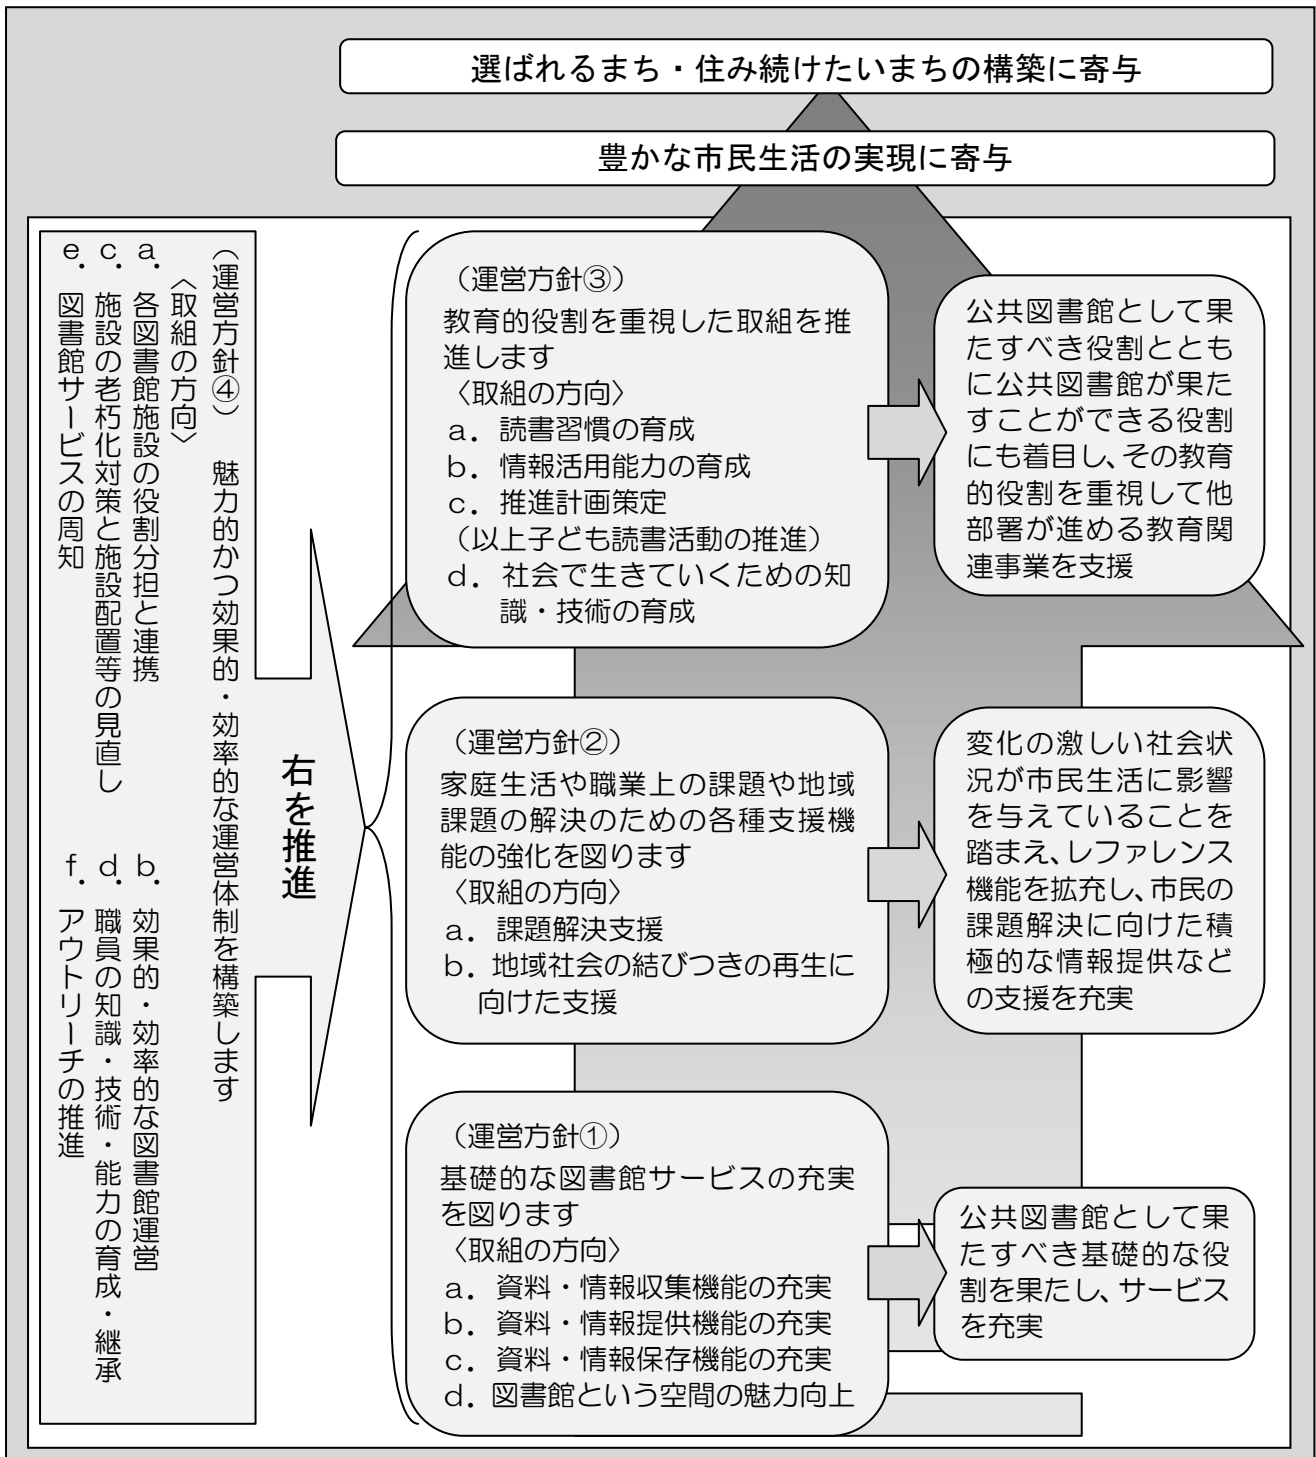 選ばれるまち・住み続けたいまちの構築に寄与
豊かな市民生活の実現に寄与
（運営方針④）　魅力的かつ効果的・効率的な運営体制を構築します
〈取組の方向〉
a．各図書館施設の役割分担と連携
b．効果的・効率的な図書館運営
c．施設の老朽化対策と施設配置等の見直し
d．職員の知識・技術・能力の育成・継承
e．図書館サービスの周知
f．アウトリーチの推進
右を推進
（運営方針③）
教育的役割を重視した取組を推
進します
〈取組の方向〉
a．読書習慣の育成
b．情報活用能力の育成
c．推進計画策定
（以上子ども読書活動の推進）
d．社会で生きていくための知
識・技術の育成
公共図書館として果
たすべき役割ととも
に公共図書館が果た
すことができる役割
にも着目し、その教育
的役割を重視して他
部署が進める教育関
連事業を支援
（運営方針②）
家庭生活や職業上の課題や地域
課題の解決のための各種支援機
能の強化を図ります
〈取組の方向〉
a．課題解決支援
b．地域社会の結びつきの再生に
向けた支援
変化の激しい社会状
況が市民生活に影響
を与えていることを
踏まえ、レファレンス
機能を拡充し、市民の
課題解決に向けた積
極的な情報提供など
の支援を充実
（運営方針①）
基礎的な図書館サービスの充実
を図ります
〈取組の方向〉
a．資料・情報収集機能の充実
b．資料・情報提供機能の充実
c．資料・情報保存機能の充実
d．図書館という空間の魅力向上
公共図書館として果
たすべき基礎的な役
割を果たし、サービス
を充実